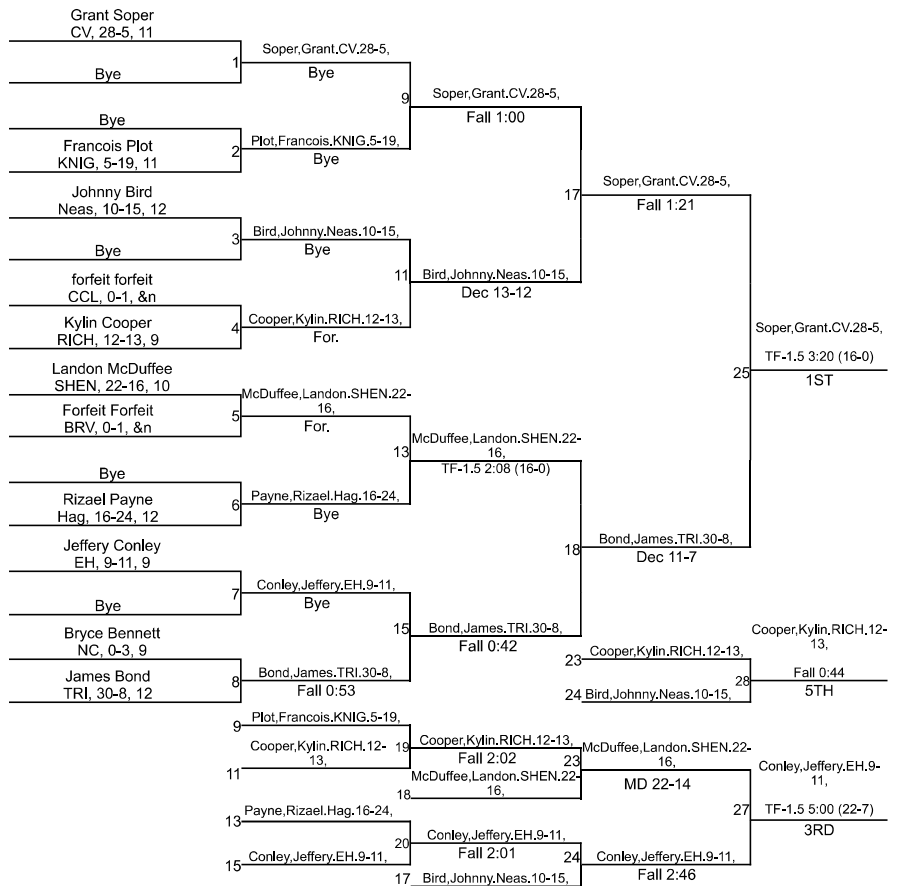 Grant Soper
CV, 28-5, 11
1
Bye
Soper,Grant.CV.28-5,
Bye
9
Bye
Francois Plot
KNIG, 5-19, 11
2
Plot,Francois.KNIG.5-19,
Bye
Soper,Grant.CV.28-5,
Fall 1:00
Johnny Bird
Neas, 10-15, 12
3
Bye
Bird,Johnny.Neas.10-15,
Bye
11
forfeit forfeit
CCL, 0-1, &n
Kylin Cooper
RICH, 12-13, 9
4
Cooper,Kylin.RICH.12-13,
For.
Bird,Johnny.Neas.10-15,
Dec 13-12
17
Soper,Grant.CV.28-5,
Fall 1:21
Landon McDuffee
SHEN, 22-16, 10
Forfeit Forfeit
BRV, 0-1, &n
5
McDuffee,Landon.SHEN.22-
16,
For.
13
Bye
Rizael Payne
Hag, 16-24, 12
6
Payne,Rizael.Hag.16-24,
Bye
McDuffee,Landon.SHEN.22-
16,
TF-1.5 2:08 (16-0)
Jeffery Conley
EH, 9-11, 9
7
Bye
Conley,Jeffery.EH.9-11,
Bye
15
Bryce Bennett
NC, 0-3, 9
James Bond
TRI, 30-8, 12
8
Bond,James.TRI.30-8,
Fall 0:53
Bond,James.TRI.30-8,
Fall 0:42
18
Bond,James.TRI.30-8,
Dec 11-7
25
Soper,Grant.CV.28-5,
TF-1.5 3:20 (16-0)
1ST
23
Cooper,Kylin.RICH.12-13,
24
Bird,Johnny.Neas.10-15,
28
Cooper,Kylin.RICH.12-
13,
Fall 0:44
5TH
9
Plot,Francois.KNIG.5-19,
11
Cooper,Kylin.RICH.12-
13,
19
Cooper,Kylin.RICH.12-13,
Fall 2:02
18
McDuffee,Landon.SHEN.22-
16,
23
McDuffee,Landon.SHEN.22-
16,
MD 22-14
13
Payne,Rizael.Hag.16-24,
15
Conley,Jeffery.EH.9-11,
20
Conley,Jeffery.EH.9-11,
Fall 2:01
17
Bird,Johnny.Neas.10-15,
24
Conley,Jeffery.EH.9-11,
Fall 2:46
27
Conley,Jeffery.EH.9-
11,
TF-1.5 5:00 (22-7)
3RD